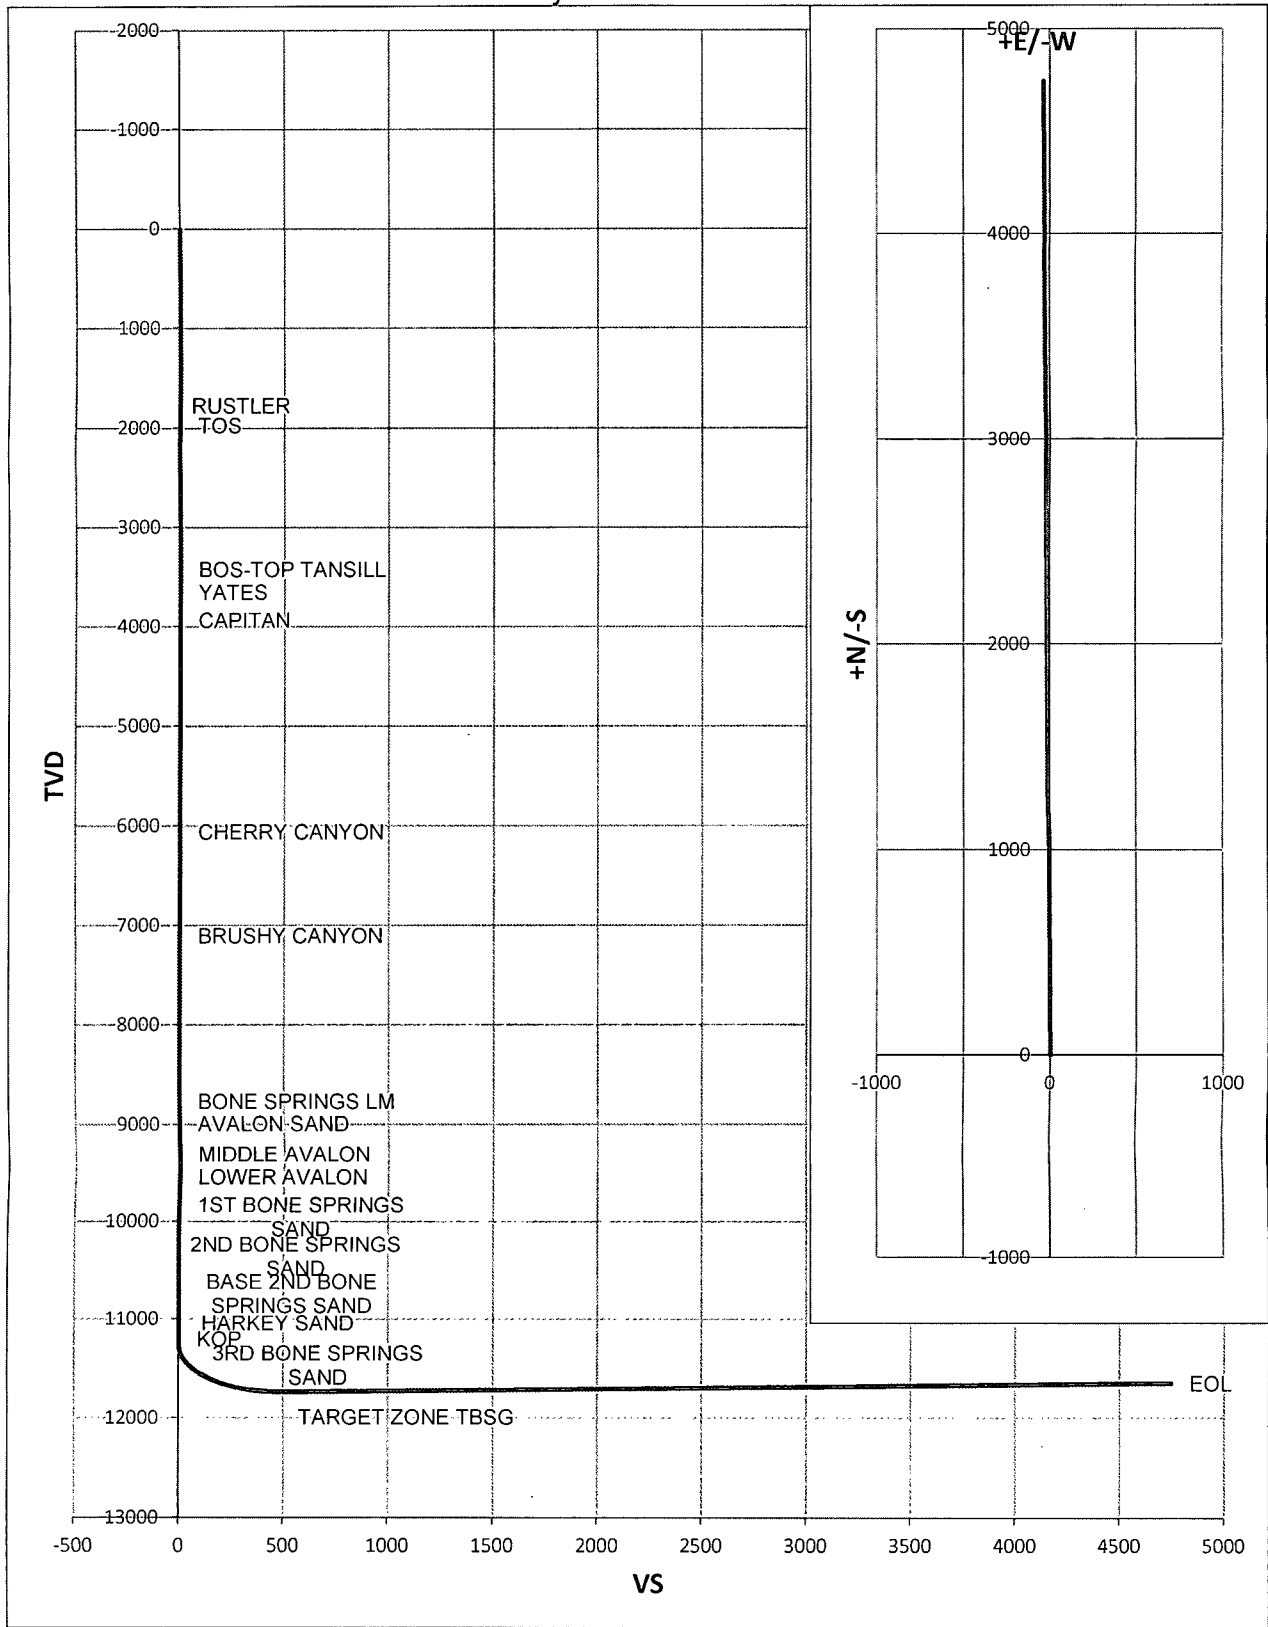 -2000
-1000
0
1000
RUSTLER
TOS
2000
3000
BOS-TOP TANSILL
YATES
CAPITAN
4000
5000
TVD
CHERRY CANYON
6000
BRUSHY CANYON
7000
8000
BONE SPRINGS LM
AVALON SAND
9000
MIDDLE AVALON
LOWER AVALON
1ST BONE SPRINGS
SAND
10000
2ND BONE SPRINGS
SAND
BASE 2ND BONE
SPRINGS SAND
HARKEY SAND
11000
KOP
3RD BONE SPRINGS
SAND
EOL
TARGET ZONE TBSG
12000
13000
-500 0 500 1000 1500 2000 2500 3000 3500 4000 4500 5000
VS
5000
+E/-W
4000
3000
+N/-S
2000
1000
0
-1000 0 1000
-1000